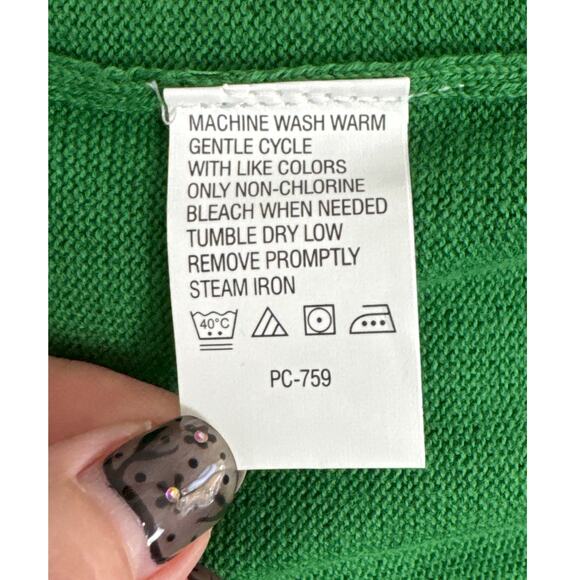 MACHINE WASH WARM
GENTLE CYCLE
WITH LIKE COLORS
ONLY NON-CHLORINE
BLEACH WHEN NEEDED
TUMBLE DRY LOW
REMOVE PROMPTLY
STEAM IRON
40°C
PC-759